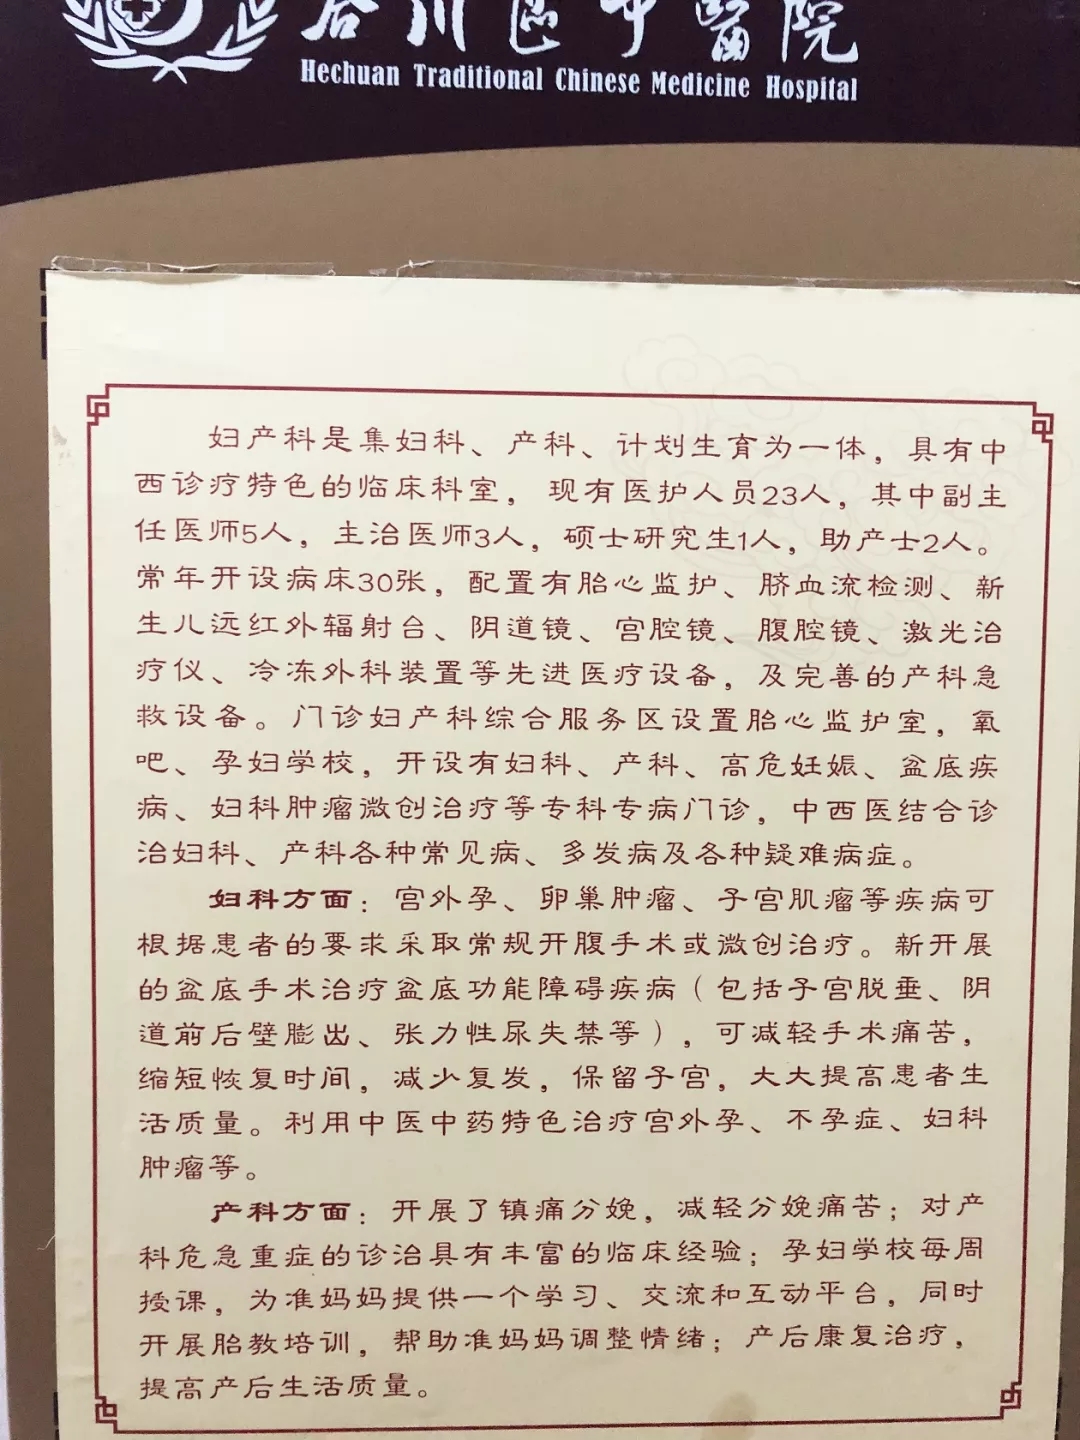 合川区中醫院
Hechuan Traditional Chinese Medicine Hospital
妇产科是集妇科、产科、计划生育为一体，具有中
西诊疗特色的临床科室，现有医护人员23人，其中副主
任医师5人，主治医师3人，硕士研究生1人，助产士2人。
常年开设病床30张，配置有胎心监护、脐血流检测、新
生儿远红外辐射台、阴道镜、宫腔镜、腹腔镜、激光治
疗仪、冷冻外科装置等先进医疗设备，及完善的产科急
救设备。门诊妇产科综合服务区设置胎心监护室，氧
吧、孕妇学校，开设有妇科、产科、高危妊娠、盆底疾
病、妇科肿瘤微创治疗等专科专病门诊，中西医结合诊
治妇科、产科各种常见病、多发病及各种疑难病症。
妇科方面：宫外孕、卵巢肿瘤、子宫肌瘤等疾病可
根据患者的要求采取常规开腹手术或微创治疗。新开展
的盆底手术治疗盆底功能障碍疾病（包括子宫脱垂、阴
道前后壁膨出、张力性尿失禁等），可减轻手术痛苦，
缩短恢复时间，减少复发，保留子宫，大大提高患者生
活质量。利用中医中药特色治疗宫外孕、不孕症、妇科
肿瘤等。
产科方面：开展了镇痛分娩，减轻分娩痛苦；对产
科危急重症的诊治具有丰富的临床经验；孕妇学校每周
授课，为准妈妈提供一个学习、交流和互动平台，同时
开展胎教培训，帮助准妈妈调整情绪；产后康复治疗，
提高产后生活质量。